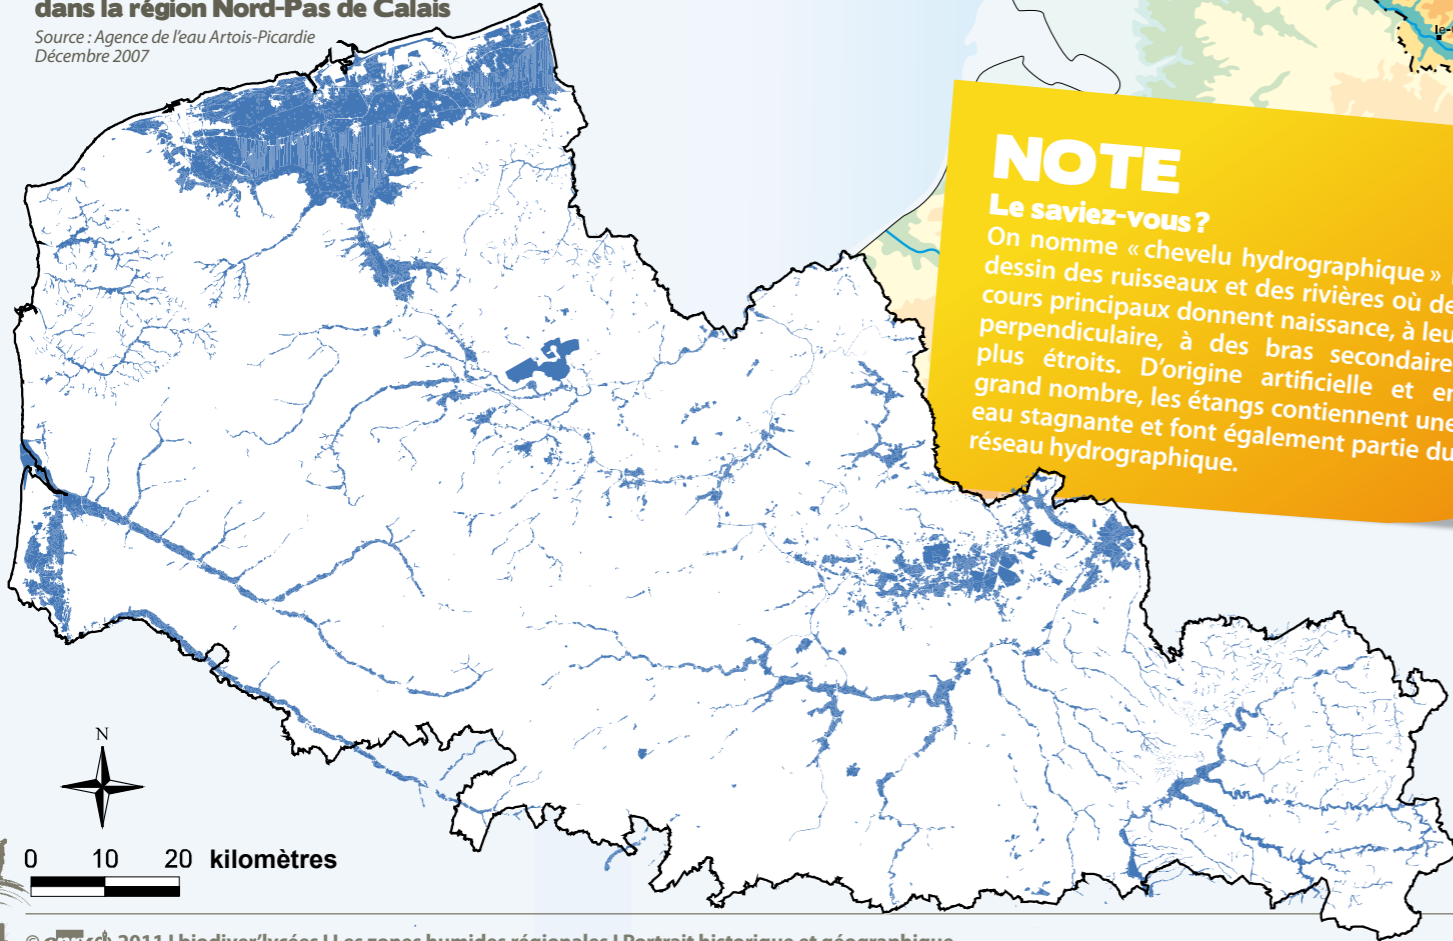 dans la région Nord-Pas de Calais
Source : Agence de l'eau Artois-Picardie
Décembre 2007
NOTE
Le saviez-vous ?
On nomme « chevelu hydrographique »
dessin des ruisseaux et des rivières où de
cours principaux donnent naissance, à leu
perpendiculaire, à des bras secondaire
plus étroits. D'origine artificielle et en
grand nombre, les étangs contiennent une
eau stagnante et font également partie du
réseau hydrographique.
N
0 10 20 kilomètres
2011 I biodiver'lycées I Les zones humides régionales I Portrait historique et géographique